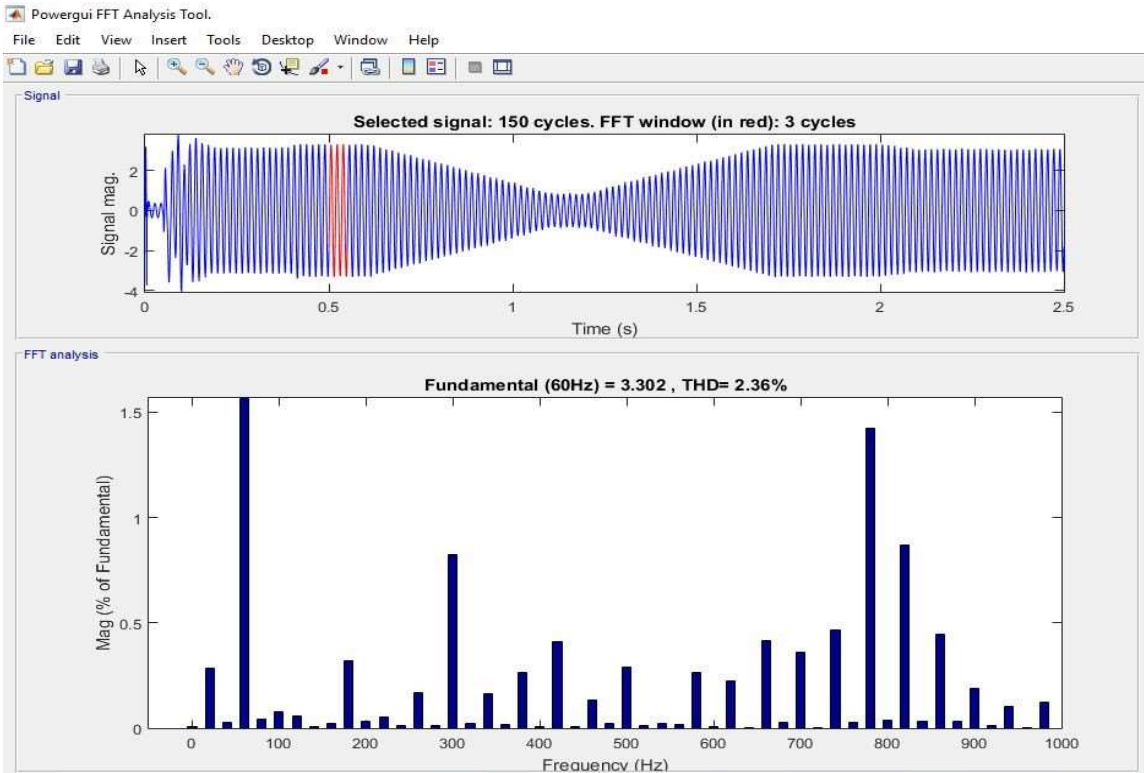 Powergui FFT Analysis Tool.
File Edit View Insert Tools Desktop Window Help
Signal
Selected signal: 150 cycles. FFT window (in red): 3 cycles
Signal mag.
2
0
-2
-4
0 0.5 1 1.5 2 2.5
Time (s)
FFT analysis
Fundamental (60Hz) = 3.302 , THD= 2.36%
Mag (% of Fundamental)
1.5
1
0.5
0
0 100 200 300 400 500 600 700 800 900 1000
Frequency (Hz)